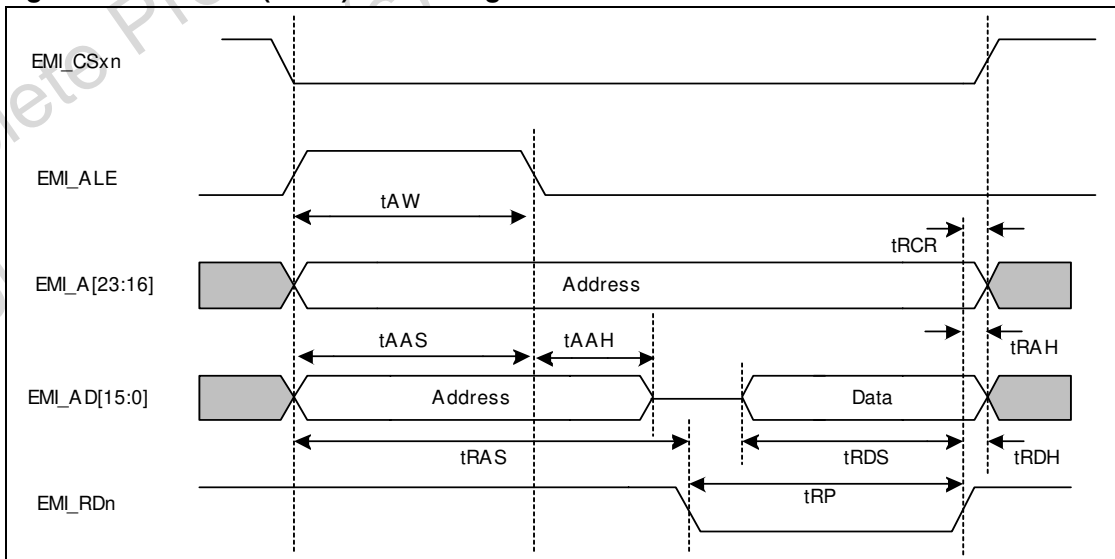 EMI_CSxn
EMI_ALE
tAW
tRCR
EMI_A[23:16]
Address
tAAS
tAAH
tRAH
EMI_AD[15:0]
Address
Data
tRAS
tRDS
tRDH
tRP
EMI_RDn